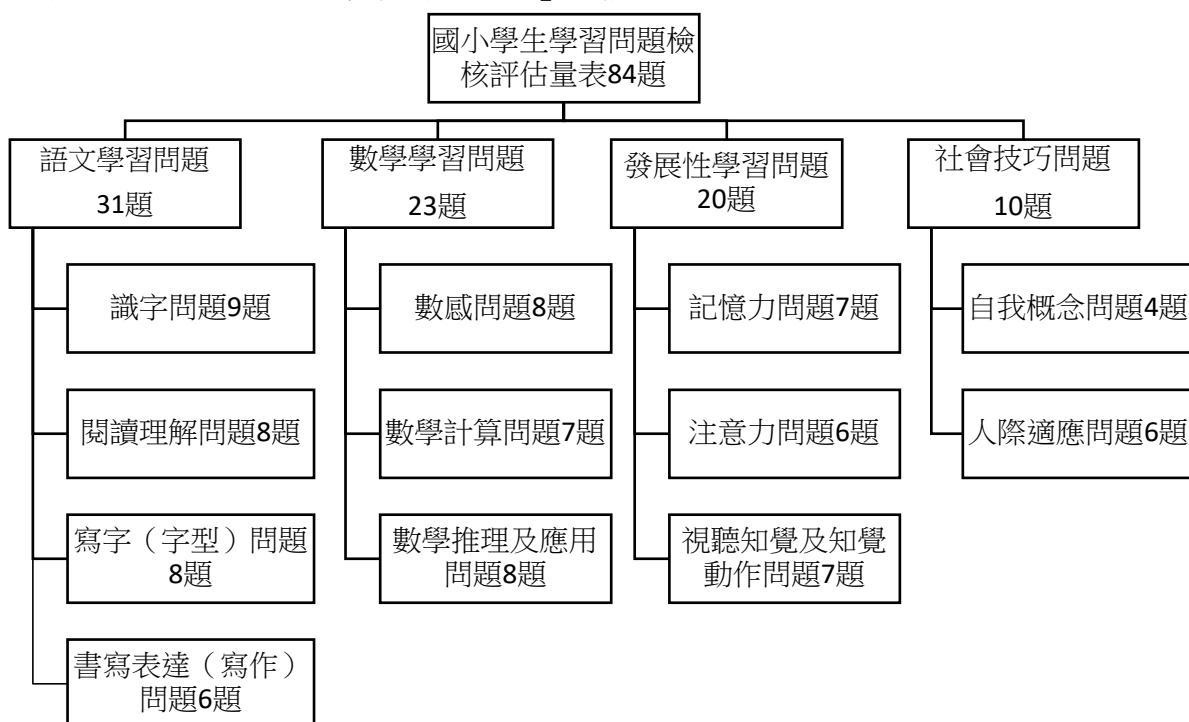 國小學生學習問題檢
核評估量表84題
語文學習問題
31題
數學學習問題
23題
發展性學習問題
20題
社會技巧問題
10題
識字問題9題
數感問題8題
記憶力問題7題
自我概念問題4題
閱讀理解問題8題
數學計算問題7題
注意力問題6題
人際適應問題6題
寫字（字型）問題
8題
數學推理及應用
問題8題
視聽知覺及知覺
動作問題7題
書寫表達（寫作）
問題6題